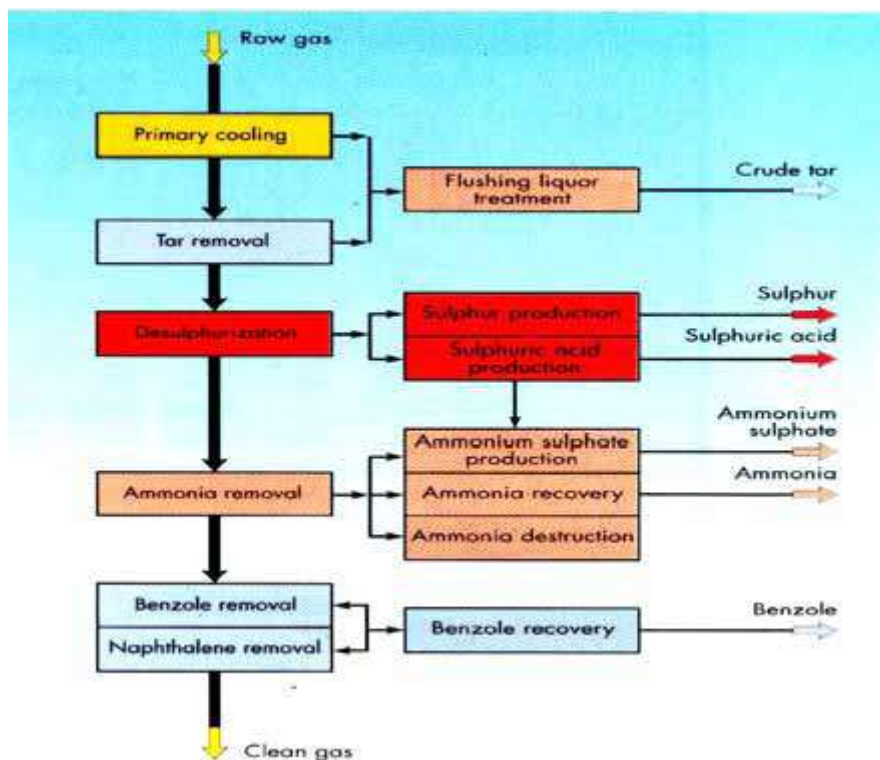 Raw gas
Primary cooling
Flushing liquor
treatment
Crude tar
Tar removal
Desulphurization
Sulphur production
Sulphur
Sulphuric acid
production
Sulphuric acid
Ammonium sulphate
production
Ammonium
sulphate
Ammonia removal
Ammonia recovery
Ammonia
Ammonia destruction
Benzole removal
Naphthalene removal
Benzole recovery
Benzole
Clean gas